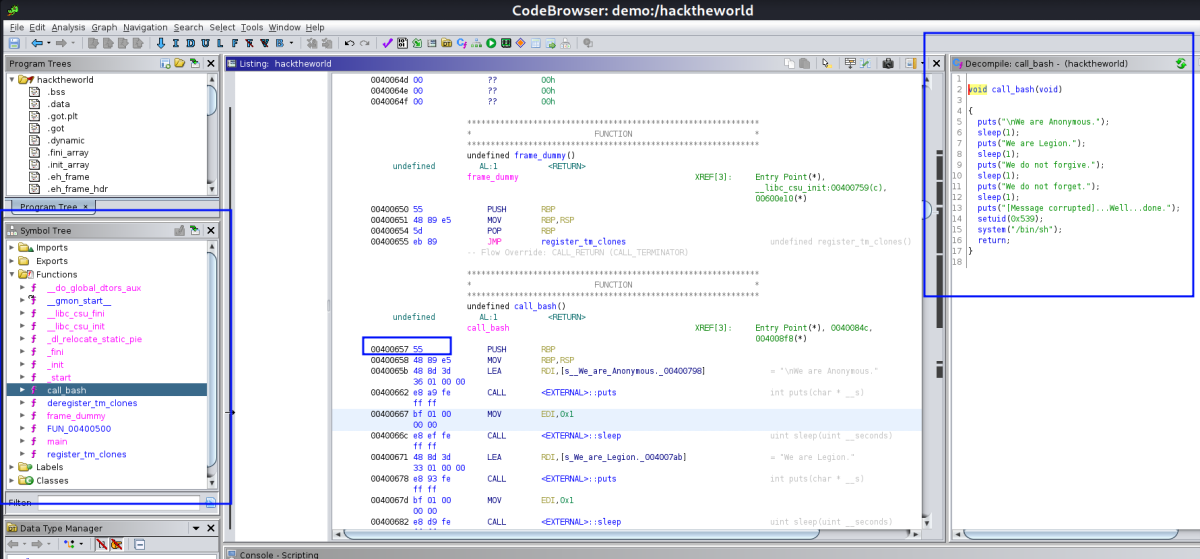 CodeBrowser: demo:/hacktheworld
File Edit Analysis Graph Navigation Search Select Tools Window Help
I D U L F B
Program Trees
hacktheworld
.bss
.data
.got.plt
.got
.dynamic
.fini_array
.init_array
.eh_frame
.eh_frame_hdr
Program Tree ×
Symbol Tree
Imports
Exports
Functions
f __do_global_dtors_aux
f __gmon_start__
f __libc_csu_fini
f __libc_csu_init
f _dl_relocate_static_pie
f _fini
f _init
f _start
f call_bash
f deregister_tm_clones
f frame_dummy
f FUN_00400500
f main
f register_tm_clones
Labels
Classes
Filter:
Data Type Manager
Listing: hacktheworld
0040064d 00 ?? 00h
0040064e 00 ?? 00h
0040064f 00 ?? 00h
**************************************************************
* FUNCTION *
**************************************************************
undefined frame_dummy()
undefined AL:1 <RETURN>
frame_dummy XREF[3]: Entry Point(*),
__libc_csu_init:00400759(c),
00600e10(*)
00400650 55 PUSH RBP
00400651 48 89 e5 MOV RBP,RSP
00400654 5d POP RBP
00400655 eb 89 JMP register_tm_clones undefined register_tm_clones()
-- Flow Override: CALL_RETURN (CALL_TERMINATOR)
**************************************************************
* FUNCTION *
**************************************************************
undefined call_bash()
undefined AL:1 <RETURN>
call_bash XREF[3]: Entry Point(*), 0040084c,
004008f8(*)
00400657 55 PUSH RBP
00400658 48 89 e5 MOV RBP,RSP
0040065b 48 8d 3d LEA RDI,[s__We_are_Anonymous._00400798] = "\nWe are Anonymous."
36 01 00 00
00400662 e8 a9 fe CALL <EXTERNAL>::puts int puts(char * __s)
ff ff
00400667 bf 01 00 MOV EDI,0x1
00 00
0040066c e8 ef fe CALL <EXTERNAL>::sleep uint sleep(uint __seconds)
ff ff
00400671 48 8d 3d LEA RDI,[s_We_are_Legion._004007ab] = "We are Legion."
33 01 00 00
00400678 e8 93 fe CALL <EXTERNAL>::puts int puts(char * __s)
ff ff
0040067d bf 01 00 MOV EDI,0x1
00 00
00400682 e8 d9 fe CALL <EXTERNAL>::sleep uint sleep(uint __seconds)
Console - Scripting
Decompile: call_bash - (hacktheworld)
1
2 void call_bash(void)
3
4 {
5 puts("\nWe are Anonymous.");
6 sleep(1);
7 puts("We are Legion.");
8 sleep(1);
9 puts("We do not forgive.");
10 sleep(1);
11 puts("We do not forget.");
12 sleep(1);
13 puts("[Message corrupted]...Well...done.");
14 setuid(0x539);
15 system("/bin/sh");
16 return;
17 }
18